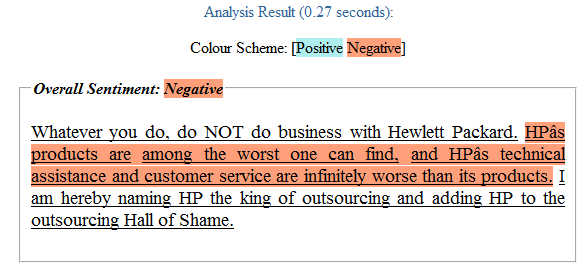 Analysis Result (0.27 seconds):
Colour Scheme: [Positive Negative]
Overall Sentiment: Negative
Whatever you do, do NOT do business with Hewlett Packard. HPâs
products are among the worst one can find, and HPâs technical
assistance and customer service are infinitely worse than its products. I
am hereby naming HP the king of outsourcing and adding HP to the
outsourcing Hall of Shame.